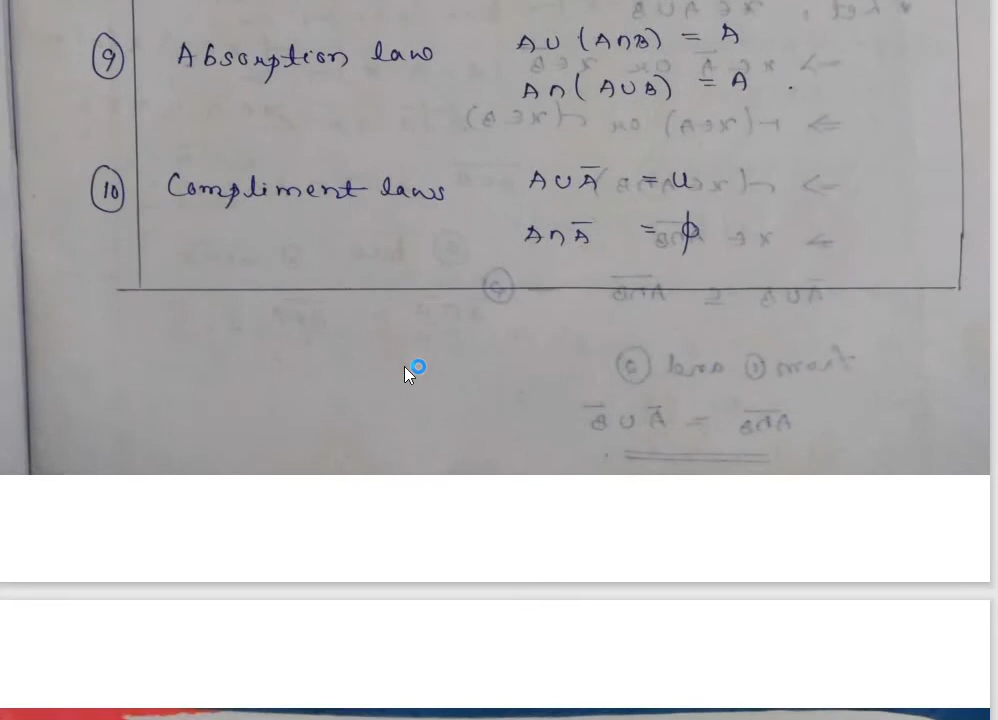 9 Absorption law A∪(A∩B) = A
A∩(A∪B) = A .
10 Compliment laws A∪Ā = U
A∩Ā = ϕ